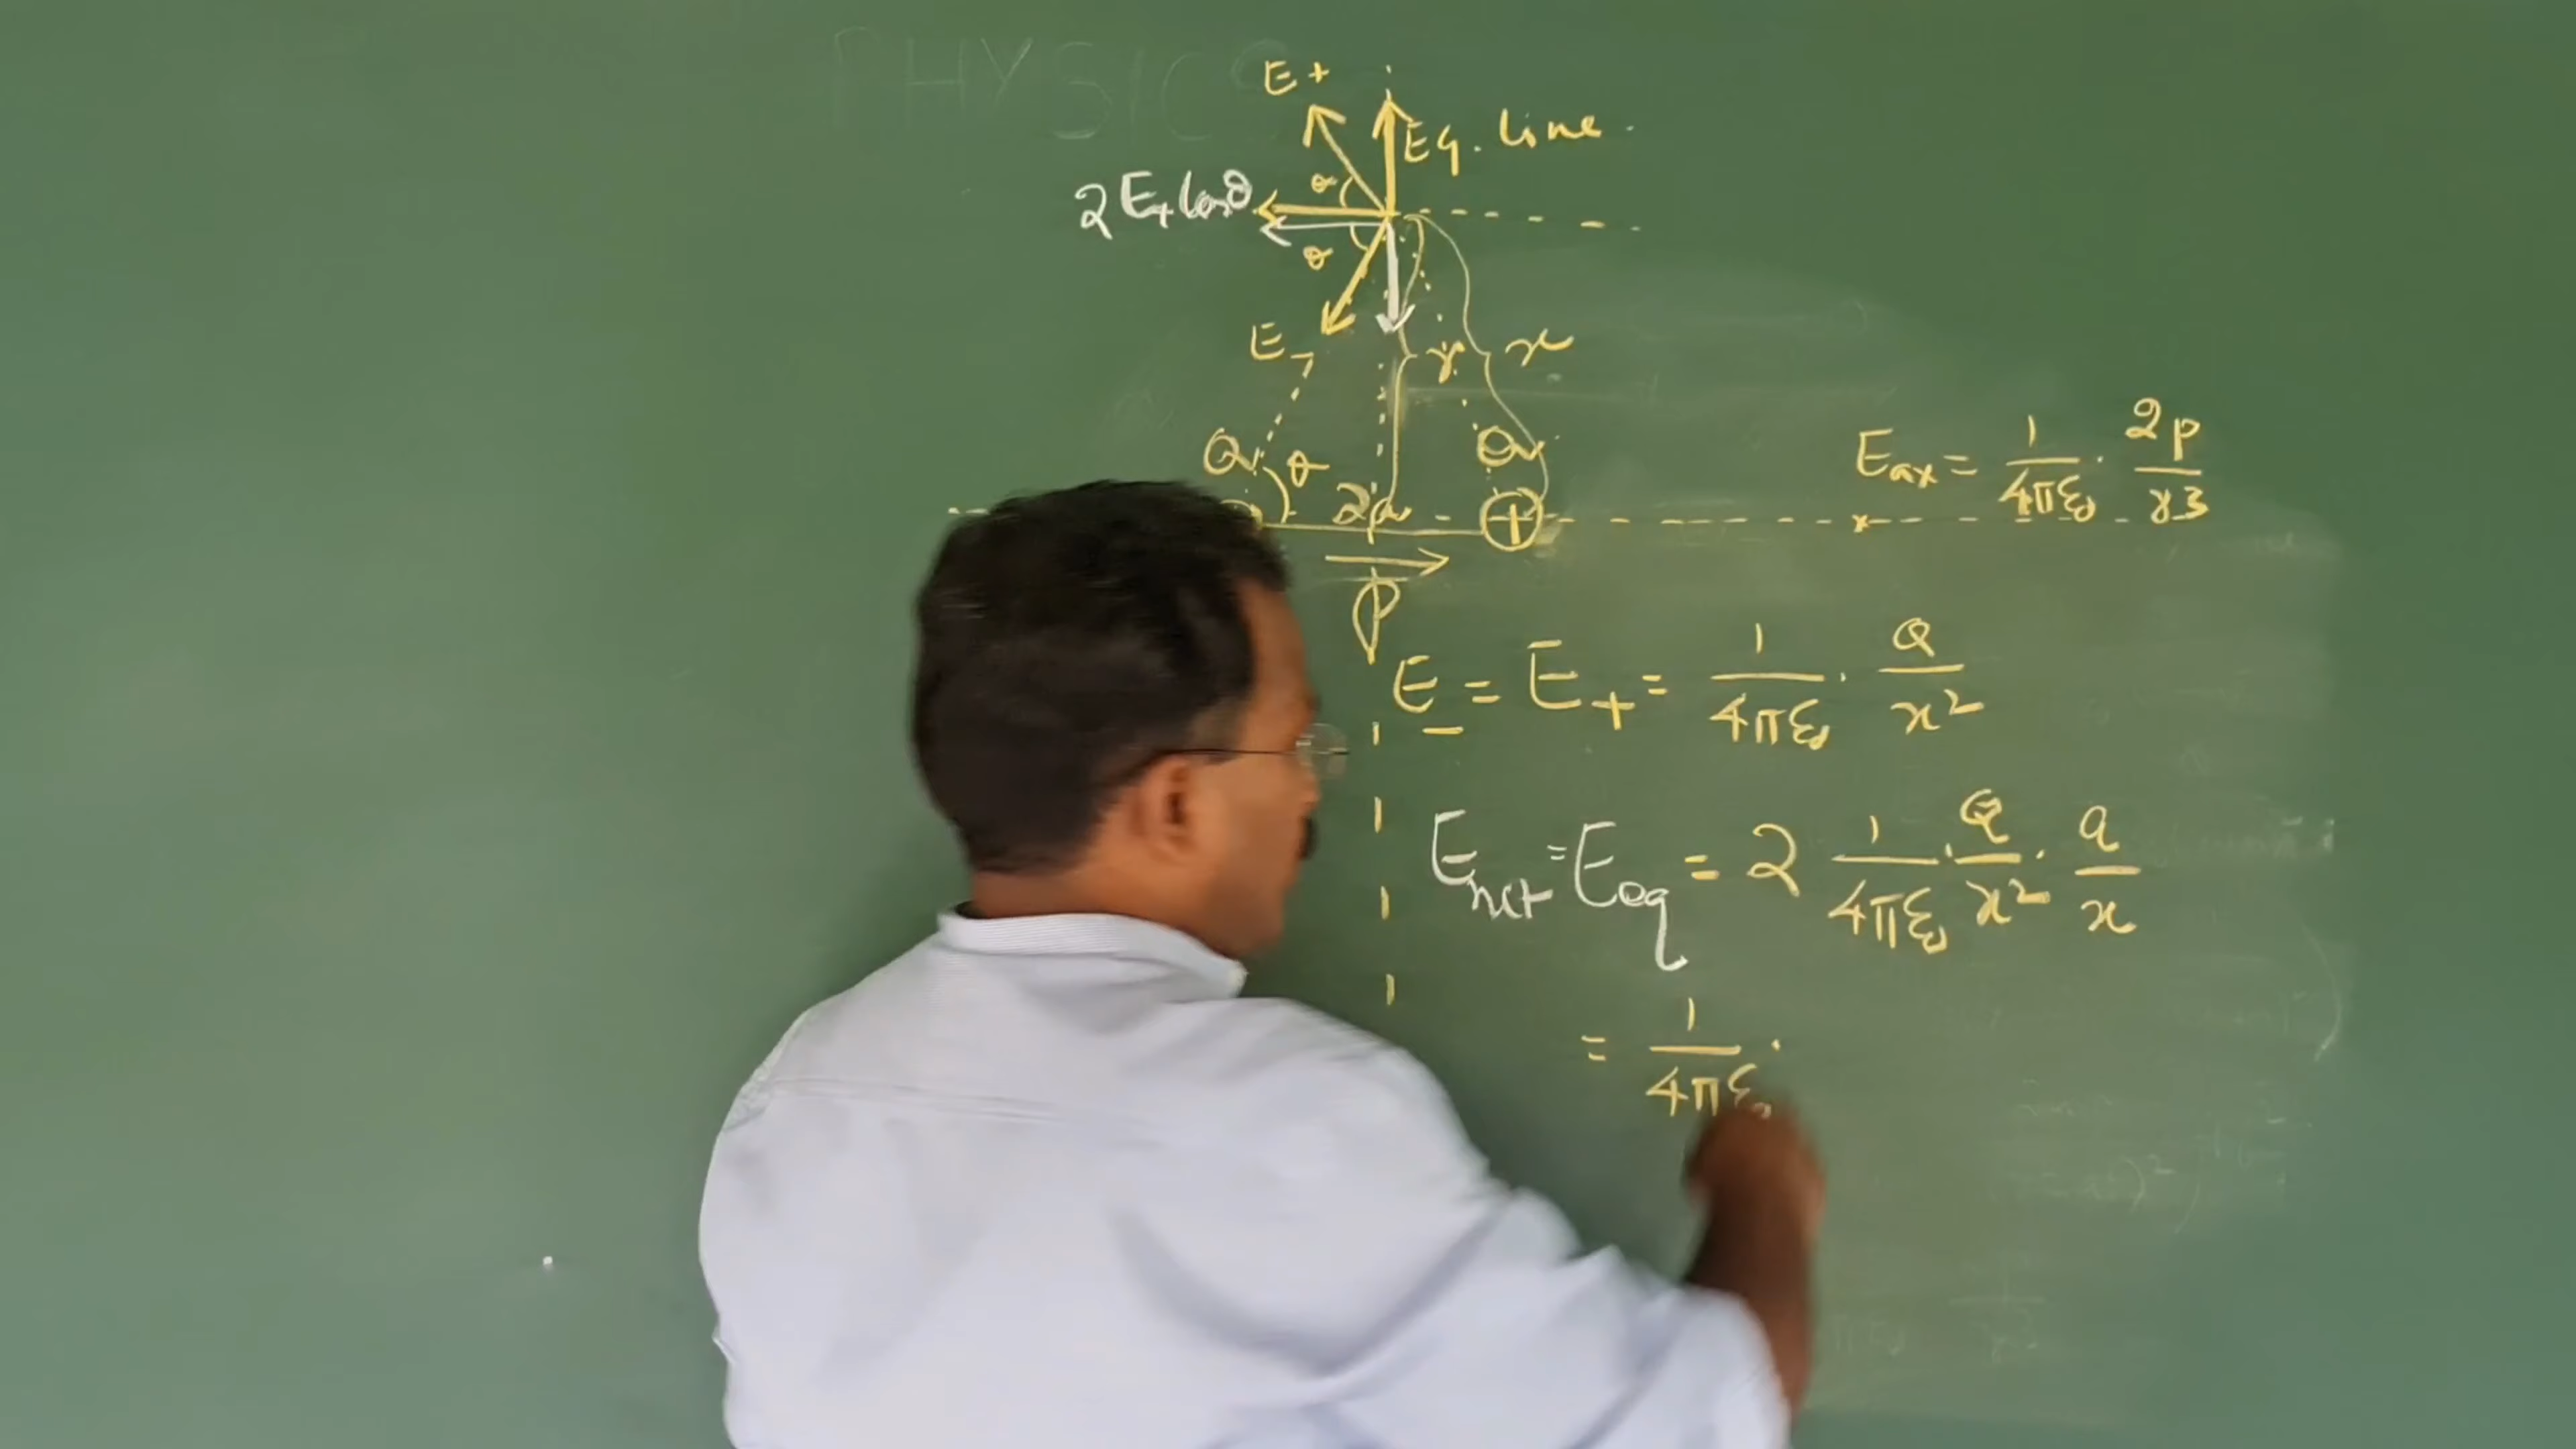 PHYSICS
E+
Eq. line
2E+ cosθ
θ
θ
E-
r x
Q θ Q
2a +
p
Eax = 1/4πε₀ · 2p/r3
E- = E+ = 1/4πε₀ · Q/x²
Enet = Eeq = 2 1/4πε₀ · Q/x² · a/x
= 1/4πε₀ ·